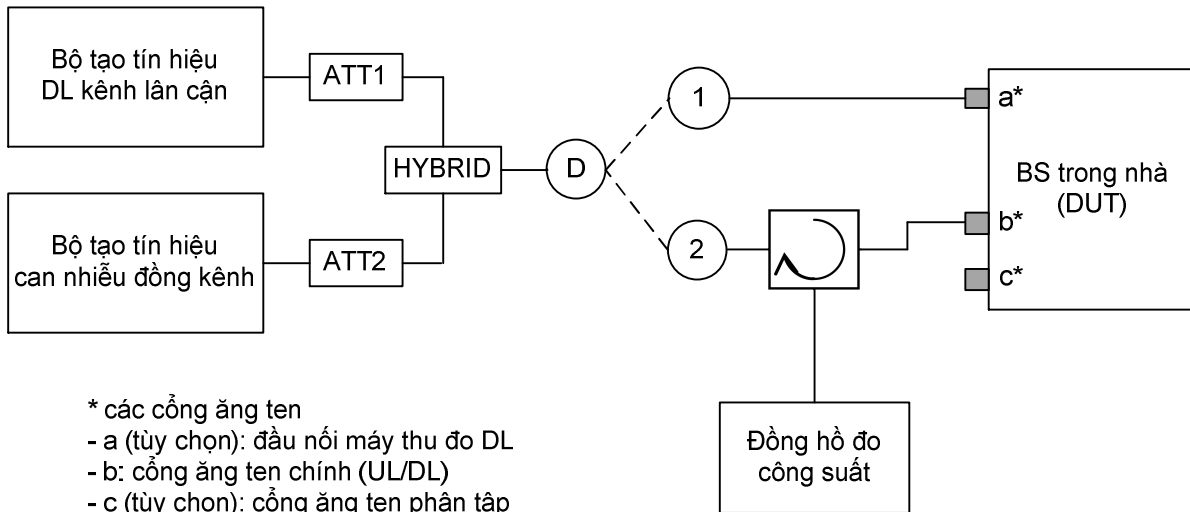 Bộ tạo tín hiệu
DL kênh lân cận
ATT1
HYBRID
D
1
2
a*
b*
c*
BS trong nhà
(DUT)
Bộ tạo tín hiệu
can nhiễu đồng kênh
ATT2
Đồng hồ đo
công suất
* các cổng ăng ten
- a (tùy chọn): đầu nối máy thu đo DL
- b: cổng ăng ten chính (UL/DL)
- c (tùy chọn): cổng ăng ten phân tập